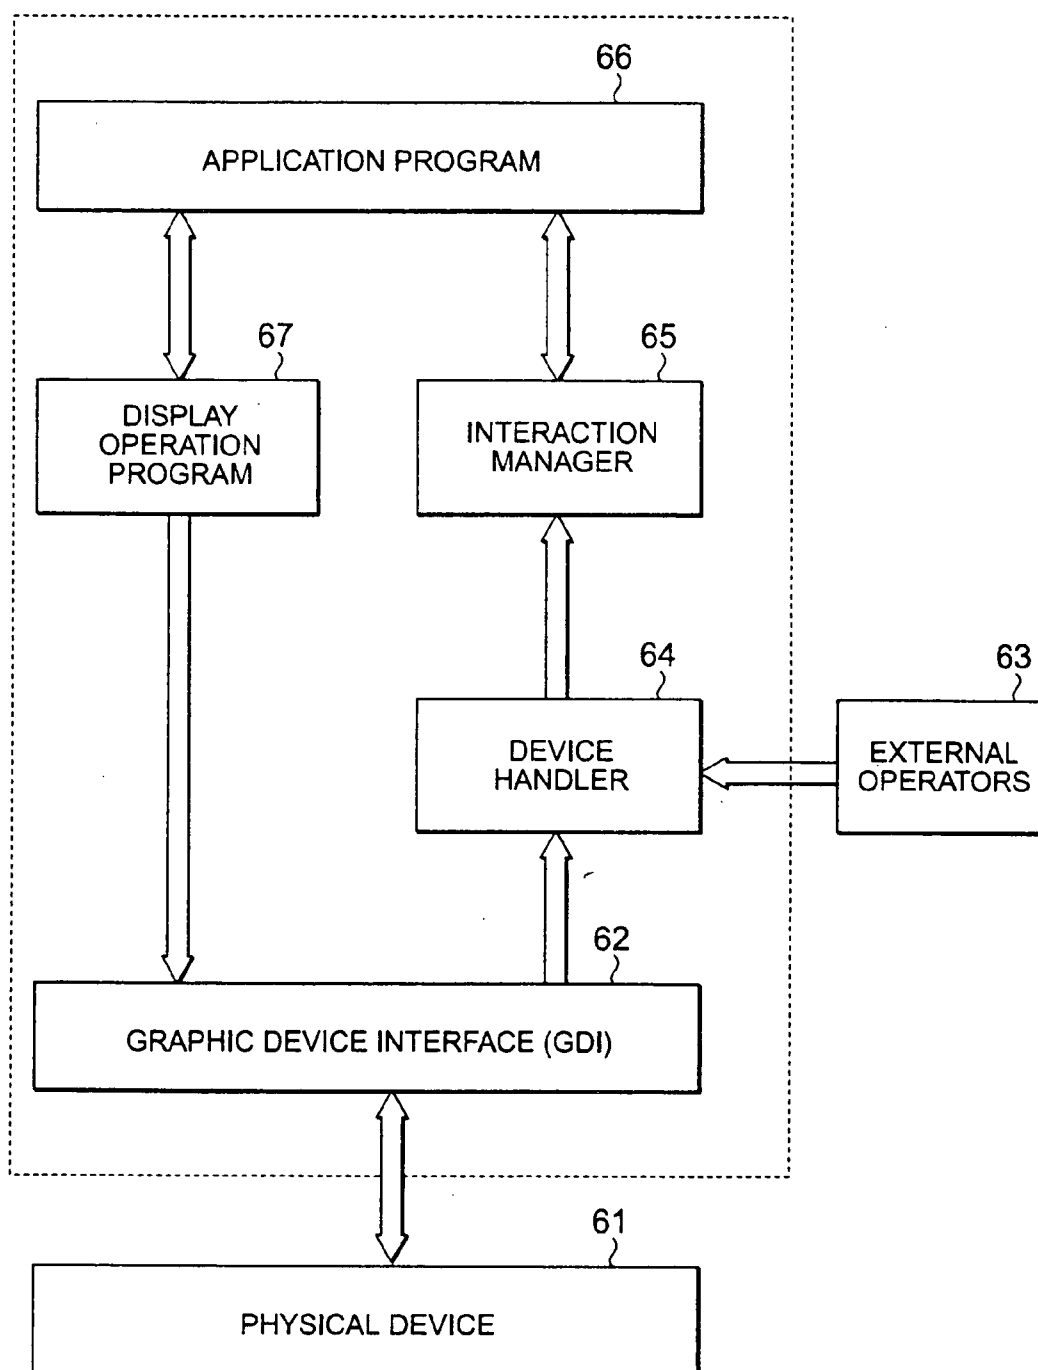 66
APPLICATION PROGRAM
67
DISPLAY
OPERATION
PROGRAM
65
INTERACTION
MANAGER
64
DEVICE
HANDLER
63
EXTERNAL
OPERATORS
62
GRAPHIC DEVICE INTERFACE (GDI)
61
PHYSICAL DEVICE